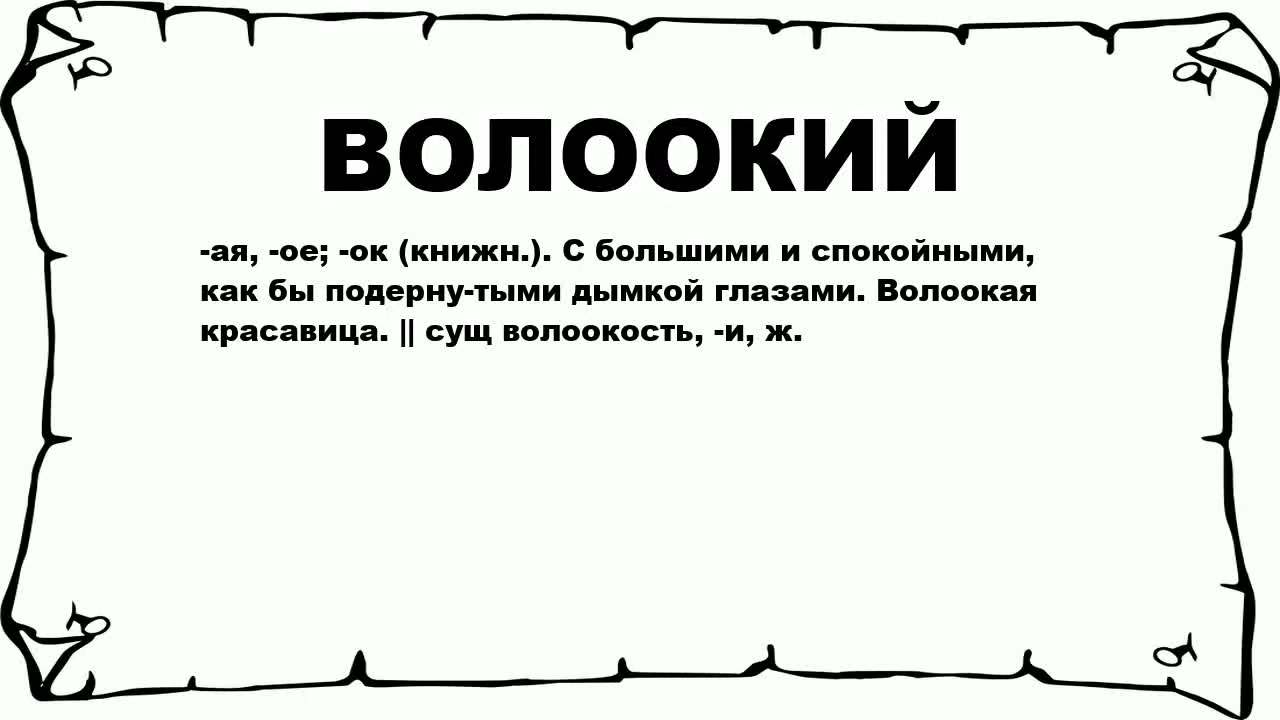 ВОЛООКИЙ
-ая, -ое; -ок (книжн.). С большими и спокойными,
как бы подерну-тыми дымкой глазами. Волоокая
красавица. || сущ волоокость, -и, ж.